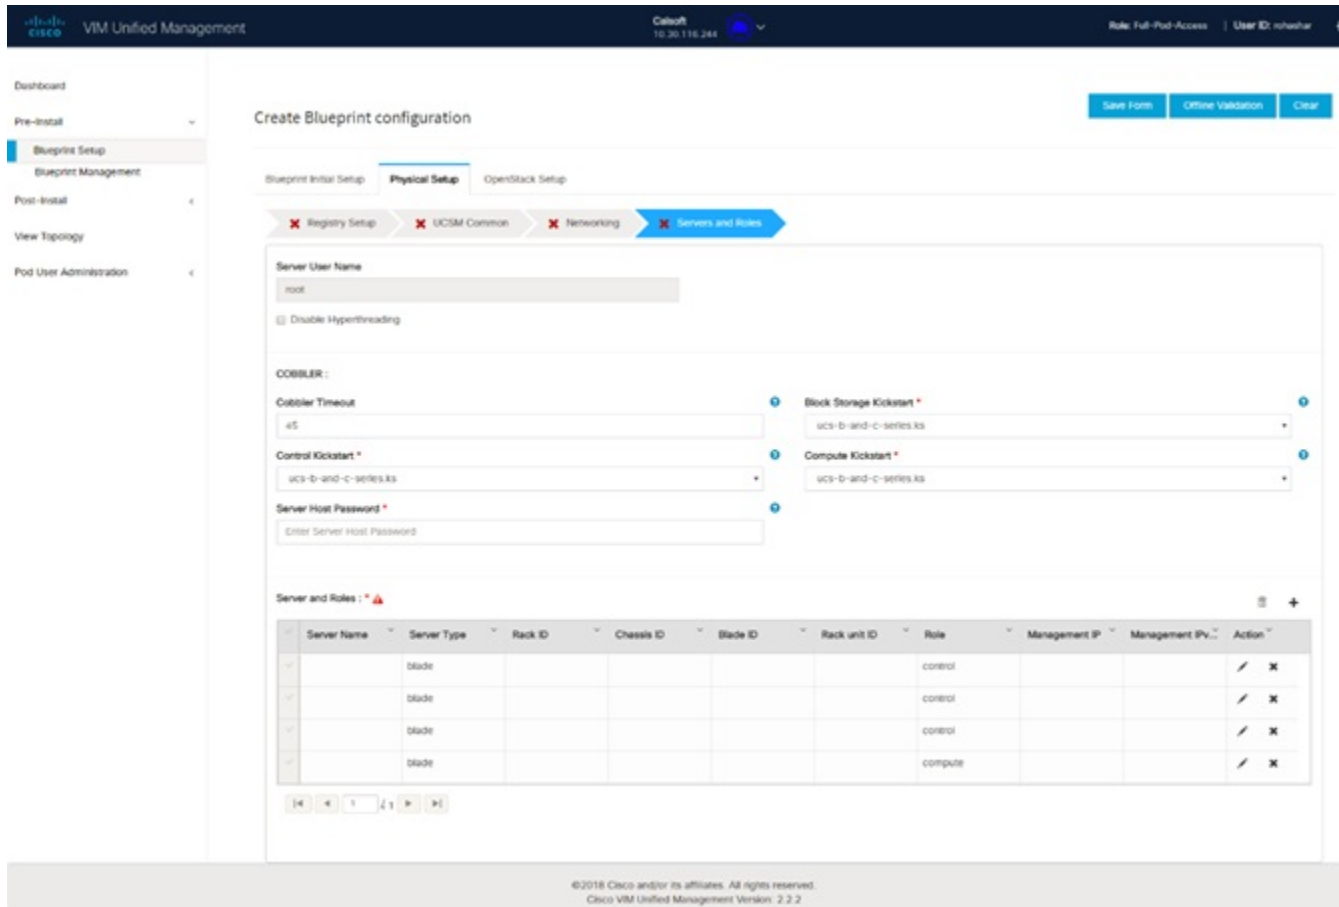 CISCO VIM Unified Management
Calsoft
10.30.116.244
Role: Full-Pod-Access | User ID: rohashar
Dashboard
Pre-Install
Blueprint Setup
Blueprint Management
Post-Install
View Topology
Pod User Administration
Create Blueprint configuration
Save Form Offline Validation Clear
Blueprint Initial Setup Physical Setup OpenStack Setup
Registry Setup UCSM Common Networking Servers and Roles
Server User Name
root
Disable Hyperthreading
COBBLER :
Cobbler Timeout Block Storage Kickstart *
45 ucs-b-and-c-series.ks
Control Kickstart * Compute Kickstart *
ucs-b-and-c-series.ks ucs-b-and-c-series.ks
Server Host Password *
Enter Server Host Password
Server and Roles : *
Server Name Server Type Rack ID Chassis ID Blade ID Rack unit ID Role Management IP Management IPv... Action
blade control
blade control
blade control
blade compute
1 / 1
©2018 Cisco and/or its affiliates. All rights reserved.
Cisco VIM Unified Management Version: 2.2.2